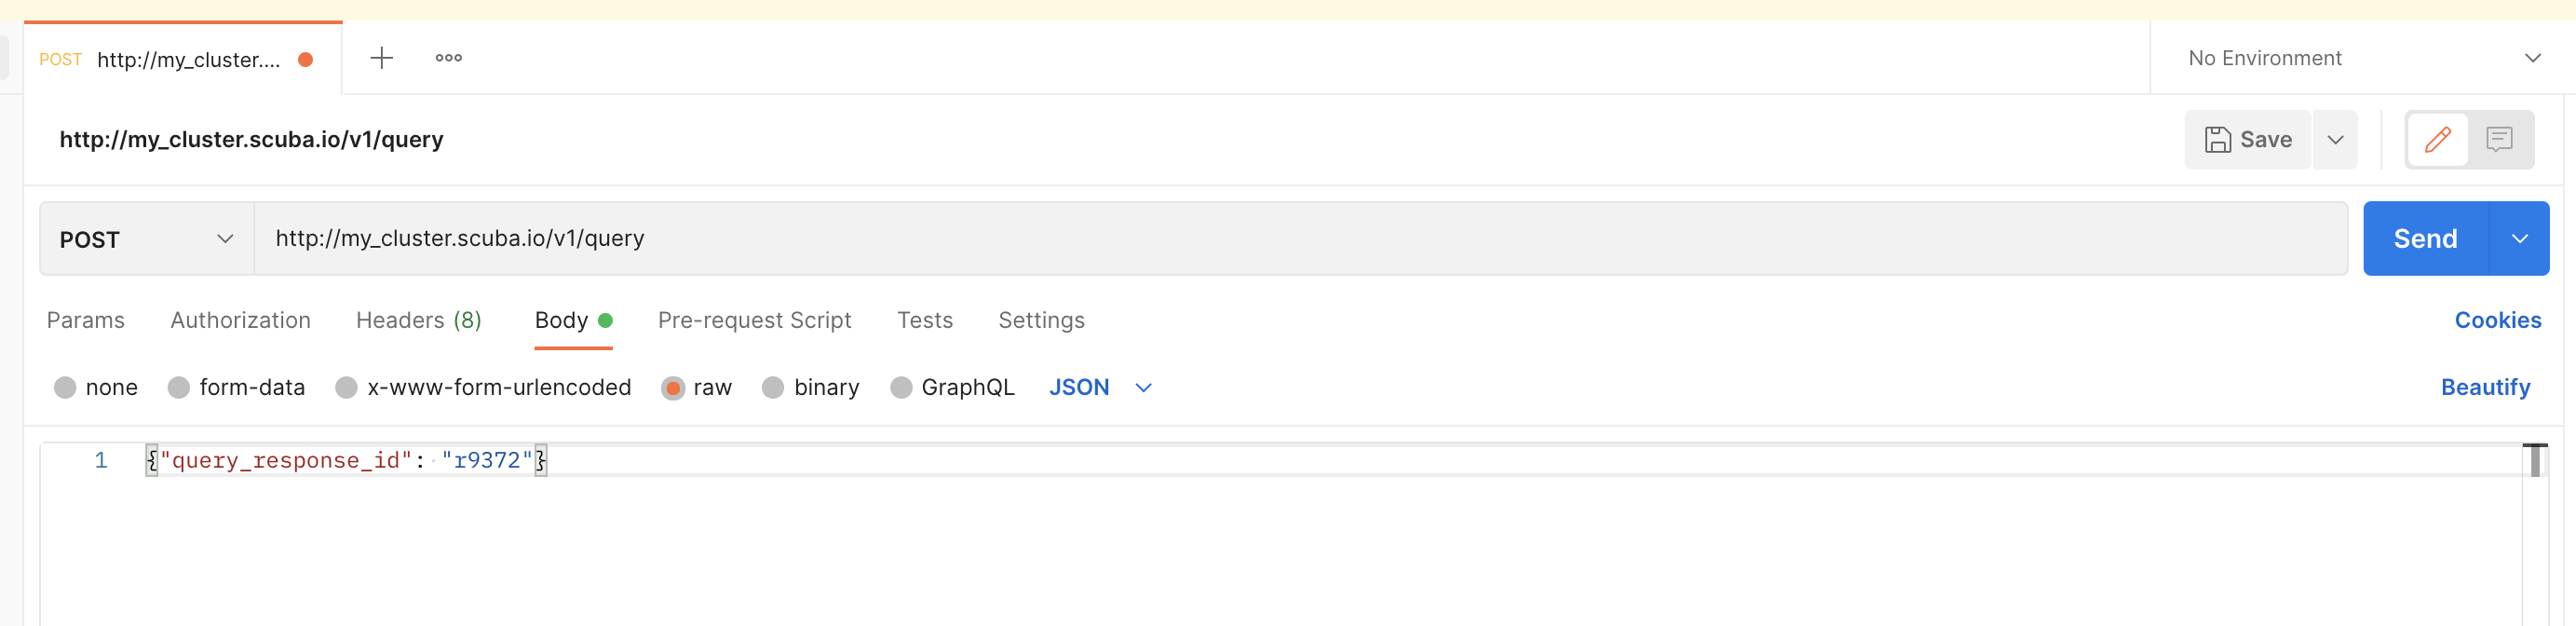 POST http://my_cluster.... No Environment
http://my_cluster.scuba.io/v1/query Save
POST http://my_cluster.scuba.io/v1/query Send
Params Authorization Headers (8) Body Pre-request Script Tests Settings Cookies
none form-data x-www-form-urlencoded raw binary GraphQL JSON Beautify
1 {"query_response_id": "r9372"}